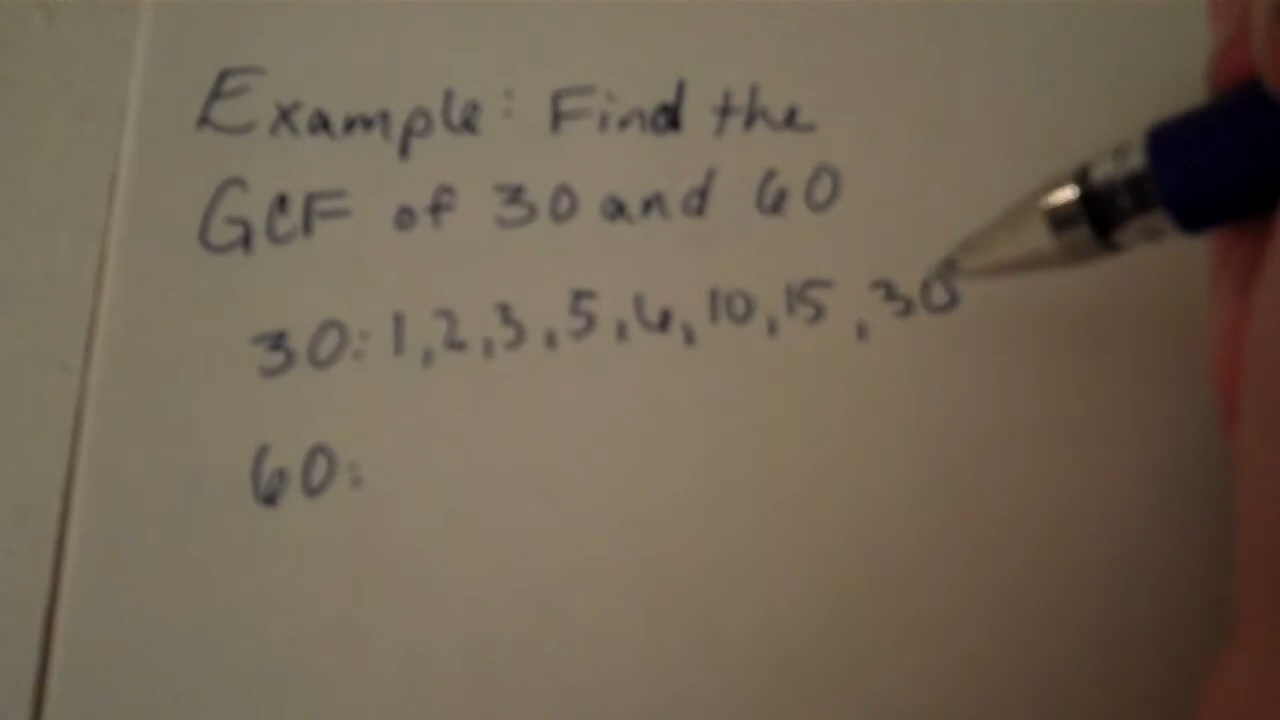 Example: Find the
GCF of 30 and 60
30: 1, 2, 3, 5, 6, 10, 15, 30
60: